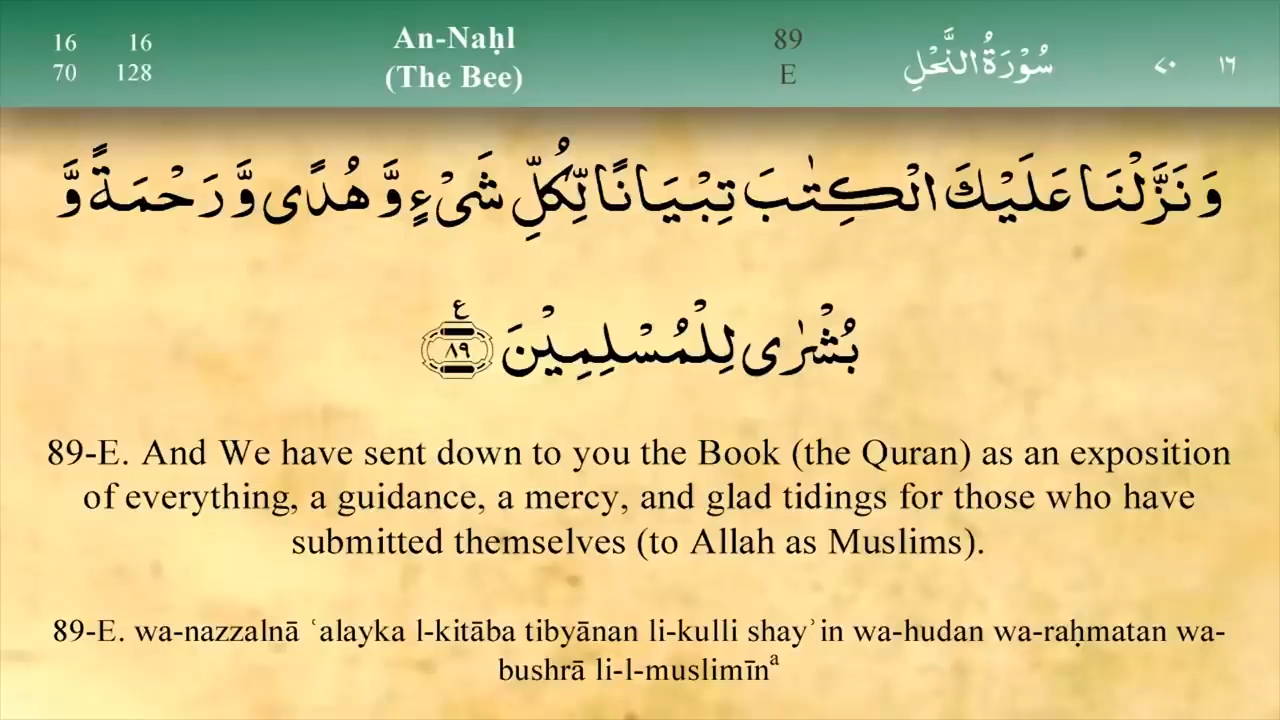 16 16 An-Naḥl 89 سُوْرَةُ النَّحْلِ ٧٠ ١٦
70 128 (The Bee) E
وَ نَزَّلْنَا عَلَيْكَ الْكِتٰبَ تِبْيَانًا لِّكُلِّ شَیْءٍ وَّ هُدًی وَّ رَحْمَةً وَّ
بُشْرٰی لِلْمُسْلِمِيْنَ ع ٨٩
89-E. And We have sent down to you the Book (the Quran) as an exposition
of everything, a guidance, a mercy, and glad tidings for those who have
submitted themselves (to Allah as Muslims).
89-E. wa-nazzalnā ʿalayka l-kitāba tibyānan li-kulli shayʾin wa-hudan wa-raḥmatan wa-
bushrā li-l-muslimīnᵃ